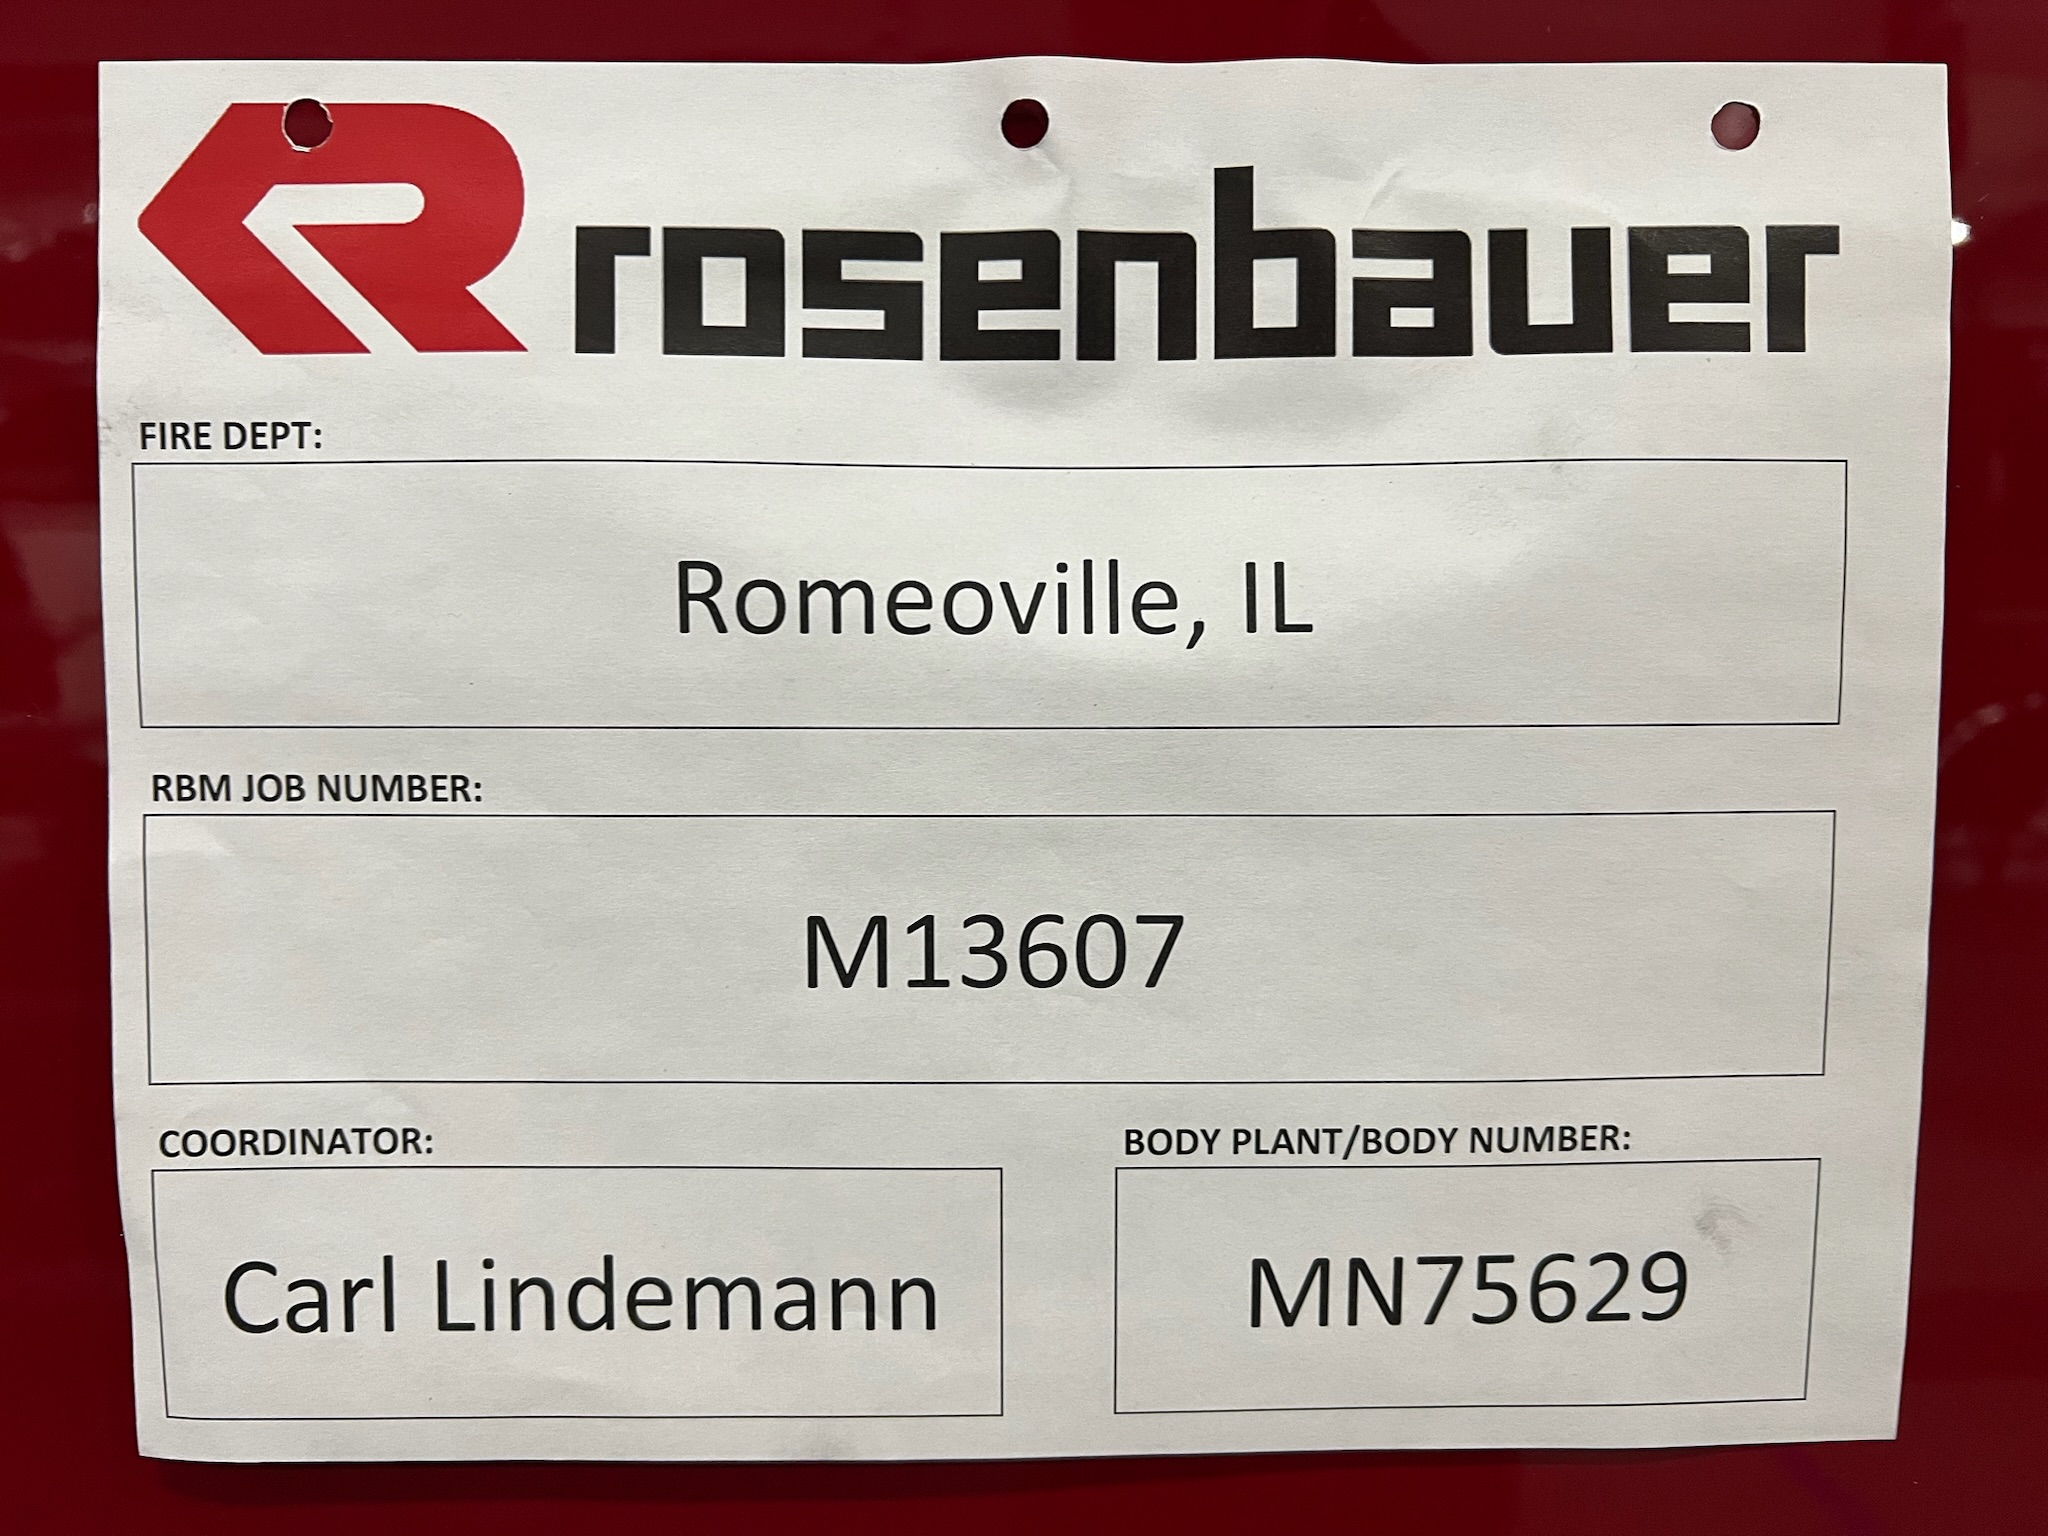 rosenbauer
FIRE DEPT:
Romeoville, IL
RBM JOB NUMBER:
M13607
COORDINATOR:
Carl Lindemann
BODY PLANT/BODY NUMBER:
MN75629